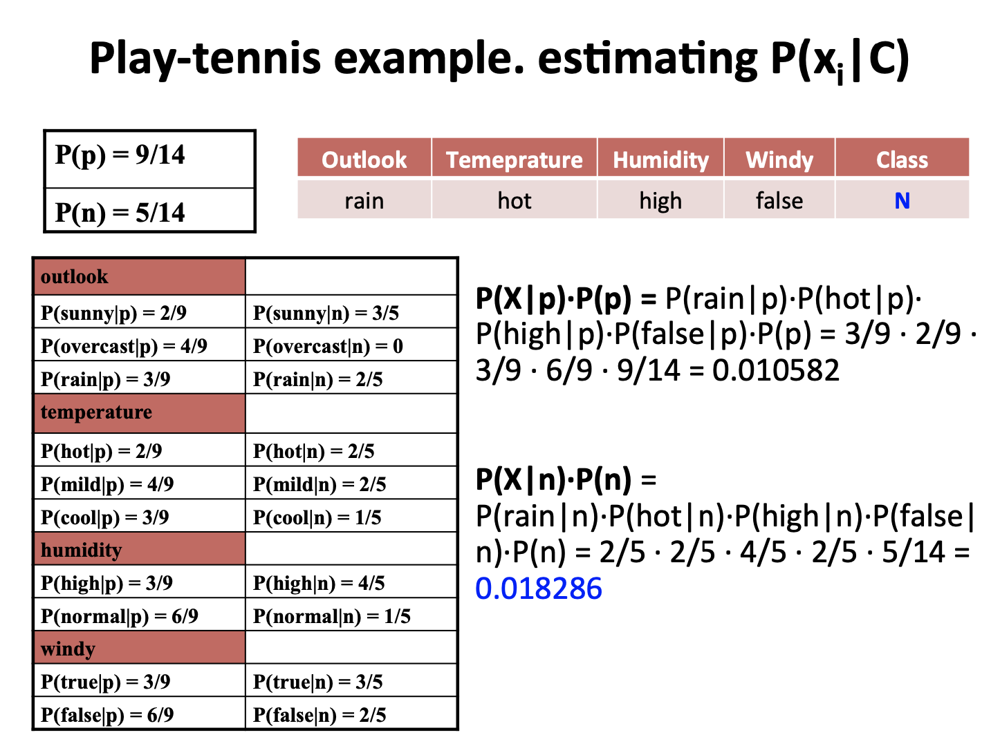 Play-tennis example. estimating P(xi|C)
P(p) = 9/14
P(n) = 5/14
Outlook Temeprature Humidity Windy Class
rain hot high false N
outlook
P(sunny|p) = 2/9 P(sunny|n) = 3/5
P(overcast|p) = 4/9 P(overcast|n) = 0
P(rain|p) = 3/9 P(rain|n) = 2/5
temperature
P(hot|p) = 2/9 P(hot|n) = 2/5
P(mild|p) = 4/9 P(mild|n) = 2/5
P(cool|p) = 3/9 P(cool|n) = 1/5
humidity
P(high|p) = 3/9 P(high|n) = 4/5
P(normal|p) = 6/9 P(normal|n) = 1/5
windy
P(true|p) = 3/9 P(true|n) = 3/5
P(false|p) = 6/9 P(false|n) = 2/5
P(X|p)·P(p) = P(rain|p)·P(hot|p)·
P(high|p)·P(false|p)·P(p) = 3/9 · 2/9 ·
3/9 · 6/9 · 9/14 = 0.010582
P(X|n)·P(n) =
P(rain|n)·P(hot|n)·P(high|n)·P(false|
n)·P(n) = 2/5 · 2/5 · 4/5 · 2/5 · 5/14 =
0.018286